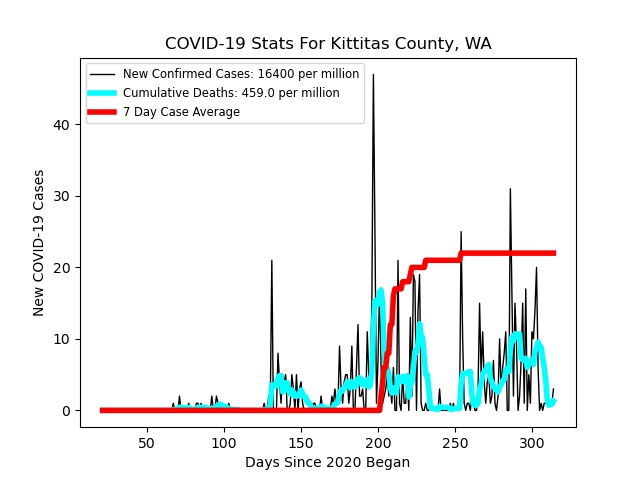 COVID-19 Stats For Kittitas County, WA
New Confirmed Cases: 16400 per million
Cumulative Deaths: 459.0 per million
7 Day Case Average
New COVID-19 Cases
40
30
20
10
0
50 100 150 200 250 300
Days Since 2020 Began